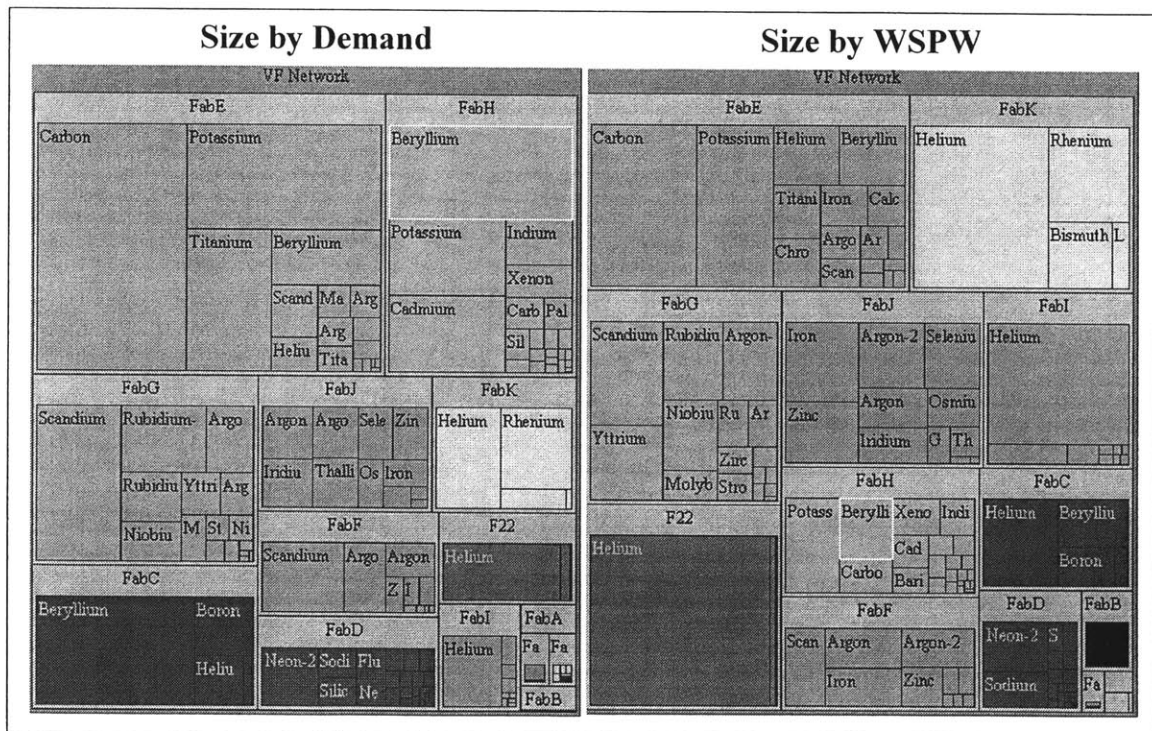 Size by Demand
Size by WSPW
VF Network
FabE
FabH
Carbon
Potassium
Beryllium
Titanium
Beryllium
Potassium
Indium
Xenon
Scand
Ma
Arg
Cadmium
Carb
Pal
Arg
Sil
Heliu
Tita
FabG
FabJ
FabK
Scandium
Rubidium-
Argo
Argon
Argo
Sele
Zin
Helium
Rhenium
Rubidiu
Yttri
Arg
Iridiu
Thalli
Os
Iron
Niobiu
M
St
Ni
FabF
F22
Scandium
Argo
Argon
Helium
Z
I
FabC
Beryllium
Boron
Heliu
FabD
FabI
FabA
Neon-2
Sodi
Flu
Helium
Fa
Fa
Silic
Ne
FabB
VF Network
FabE
FabK
Carbon
Potassium
Helium
Berylliu
Helium
Rhenium
Titani
Iron
Calc
Chro
Argo
Ar
Bismuth
L
Scan
FabG
FabJ
FabI
Scandium
Rubidiu
Argon-
Iron
Argon-2
Seleniu
Helium
Niobiu
Ru
Ar
Zinc
Argon
Osmiu
Yttrium
Zirc
Iridium
G
Th
Molyb
Stro
FabH
FabC
F22
Potass
Berylli
Xeno
Indi
Helium
Berylliu
Helium
Cad
Carbo
Bari
Boron
FabF
FabD
FabB
Scan
Argon
Argon-2
Neon-2
S
Iron
Zinc
Sodium
Fa